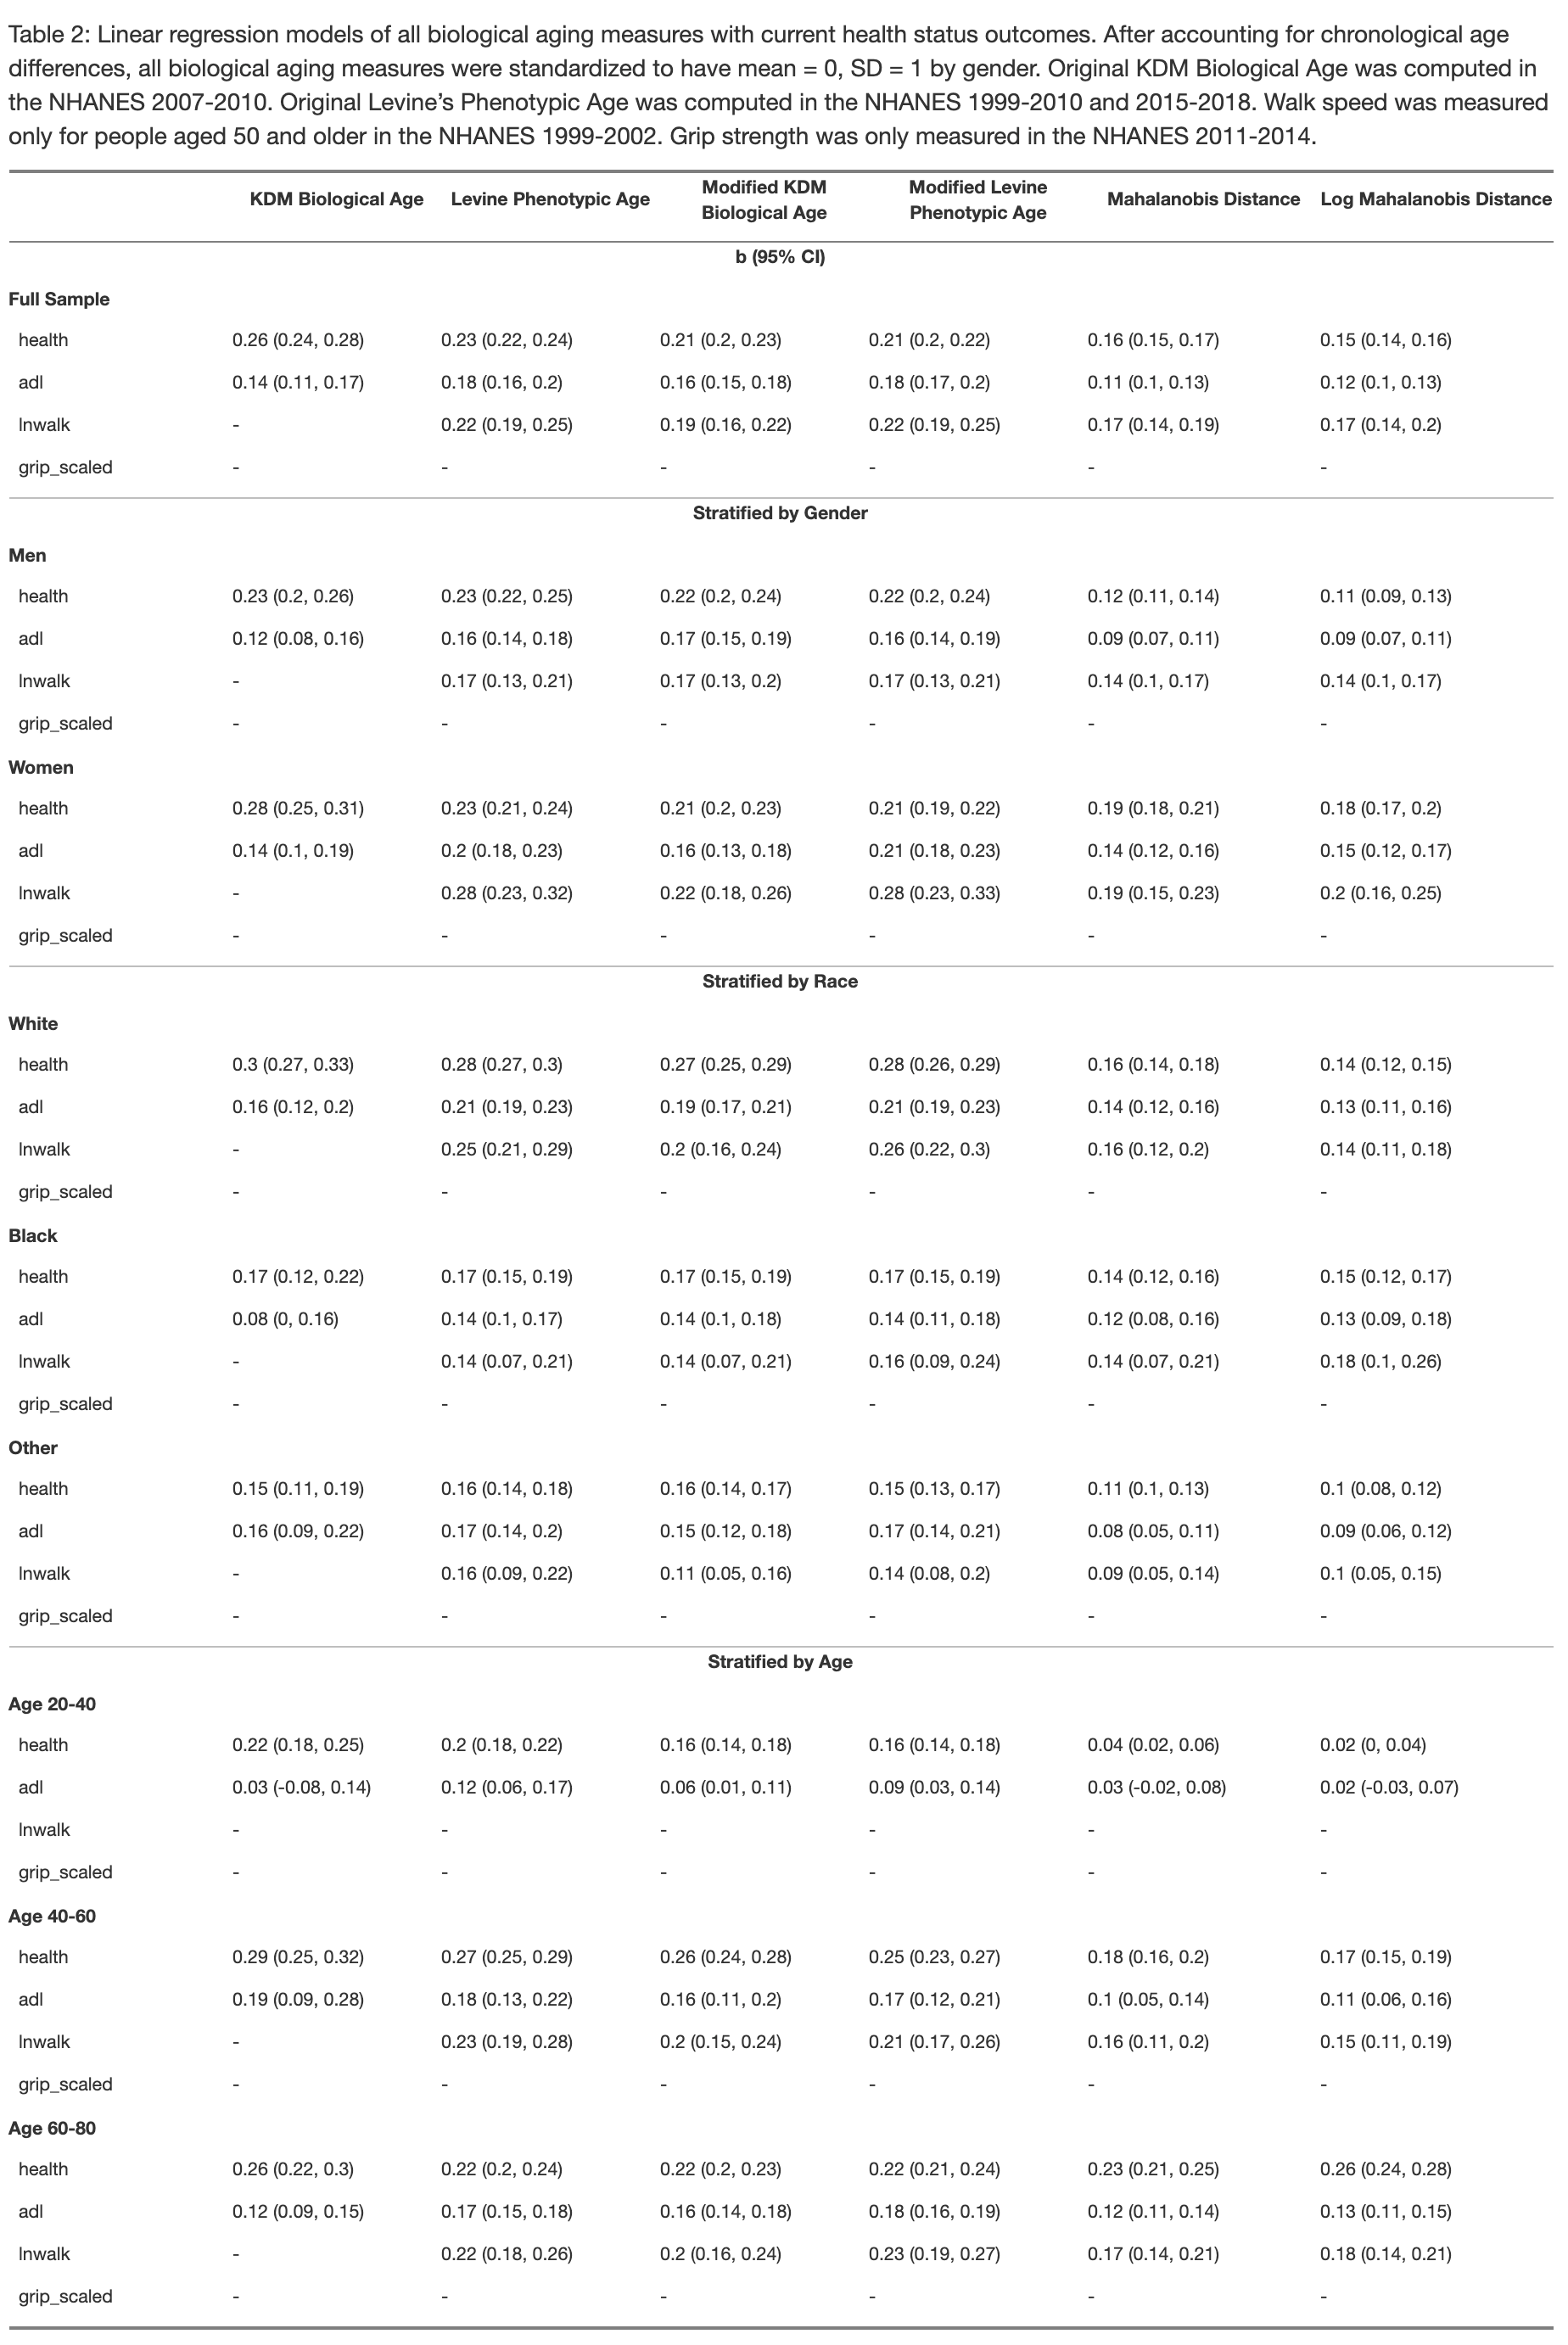 Table 2: Linear regression models of all biological aging measures with current health status outcomes. After accounting for chronological age
differences, all biological aging measures were standardized to have mean = 0, SD = 1 by gender. Original KDM Biological Age was computed in
the NHANES 2007-2010. Original Levine’s Phenotypic Age was computed in the NHANES 1999-2010 and 2015-2018. Walk speed was measured
only for people aged 50 and older in the NHANES 1999-2002. Grip strength was only measured in the NHANES 2011-2014.
KDM Biological Age Levine Phenotypic Age Modified KDM Biological Age Modified Levine Phenotypic Age Mahalanobis Distance Log Mahalanobis Distance
b (95% CI)
Full Sample
health 0.26 (0.24, 0.28) 0.23 (0.22, 0.24) 0.21 (0.2, 0.23) 0.21 (0.2, 0.22) 0.16 (0.15, 0.17) 0.15 (0.14, 0.16)
adl 0.14 (0.11, 0.17) 0.18 (0.16, 0.2) 0.16 (0.15, 0.18) 0.18 (0.17, 0.2) 0.11 (0.1, 0.13) 0.12 (0.1, 0.13)
lnwalk - 0.22 (0.19, 0.25) 0.19 (0.16, 0.22) 0.22 (0.19, 0.25) 0.17 (0.14, 0.19) 0.17 (0.14, 0.2)
grip_scaled - - - - - -
Stratified by Gender
Men
health 0.23 (0.2, 0.26) 0.23 (0.22, 0.25) 0.22 (0.2, 0.24) 0.22 (0.2, 0.24) 0.12 (0.11, 0.14) 0.11 (0.09, 0.13)
adl 0.12 (0.08, 0.16) 0.16 (0.14, 0.18) 0.17 (0.15, 0.19) 0.16 (0.14, 0.19) 0.09 (0.07, 0.11) 0.09 (0.07, 0.11)
lnwalk - 0.17 (0.13, 0.21) 0.17 (0.13, 0.2) 0.17 (0.13, 0.21) 0.14 (0.1, 0.17) 0.14 (0.1, 0.17)
grip_scaled - - - - - -
Women
health 0.28 (0.25, 0.31) 0.23 (0.21, 0.24) 0.21 (0.2, 0.23) 0.21 (0.19, 0.22) 0.19 (0.18, 0.21) 0.18 (0.17, 0.2)
adl 0.14 (0.1, 0.19) 0.2 (0.18, 0.23) 0.16 (0.13, 0.18) 0.21 (0.18, 0.23) 0.14 (0.12, 0.16) 0.15 (0.12, 0.17)
lnwalk - 0.28 (0.23, 0.32) 0.22 (0.18, 0.26) 0.28 (0.23, 0.33) 0.19 (0.15, 0.23) 0.2 (0.16, 0.25)
grip_scaled - - - - - -
Stratified by Race
White
health 0.3 (0.27, 0.33) 0.28 (0.27, 0.3) 0.27 (0.25, 0.29) 0.28 (0.26, 0.29) 0.16 (0.14, 0.18) 0.14 (0.12, 0.15)
adl 0.16 (0.12, 0.2) 0.21 (0.19, 0.23) 0.19 (0.17, 0.21) 0.21 (0.19, 0.23) 0.14 (0.12, 0.16) 0.13 (0.11, 0.16)
lnwalk - 0.25 (0.21, 0.29) 0.2 (0.16, 0.24) 0.26 (0.22, 0.3) 0.16 (0.12, 0.2) 0.14 (0.11, 0.18)
grip_scaled - - - - - -
Black
health 0.17 (0.12, 0.22) 0.17 (0.15, 0.19) 0.17 (0.15, 0.19) 0.17 (0.15, 0.19) 0.14 (0.12, 0.16) 0.15 (0.12, 0.17)
adl 0.08 (0, 0.16) 0.14 (0.1, 0.17) 0.14 (0.1, 0.18) 0.14 (0.11, 0.18) 0.12 (0.08, 0.16) 0.13 (0.09, 0.18)
lnwalk - 0.14 (0.07, 0.21) 0.14 (0.07, 0.21) 0.16 (0.09, 0.24) 0.14 (0.07, 0.21) 0.18 (0.1, 0.26)
grip_scaled - - - - - -
Other
health 0.15 (0.11, 0.19) 0.16 (0.14, 0.18) 0.16 (0.14, 0.17) 0.15 (0.13, 0.17) 0.11 (0.1, 0.13) 0.1 (0.08, 0.12)
adl 0.16 (0.09, 0.22) 0.17 (0.14, 0.2) 0.15 (0.12, 0.18) 0.17 (0.14, 0.21) 0.08 (0.05, 0.11) 0.09 (0.06, 0.12)
lnwalk - 0.16 (0.09, 0.22) 0.11 (0.05, 0.16) 0.14 (0.08, 0.2) 0.09 (0.05, 0.14) 0.1 (0.05, 0.15)
grip_scaled - - - - - -
Stratified by Age
Age 20-40
health 0.22 (0.18, 0.25) 0.2 (0.18, 0.22) 0.16 (0.14, 0.18) 0.16 (0.14, 0.18) 0.04 (0.02, 0.06) 0.02 (0, 0.04)
adl 0.03 (-0.08, 0.14) 0.12 (0.06, 0.17) 0.06 (0.01, 0.11) 0.09 (0.03, 0.14) 0.03 (-0.02, 0.08) 0.02 (-0.03, 0.07)
lnwalk - - - - - -
grip_scaled - - - - - -
Age 40-60
health 0.29 (0.25, 0.32) 0.27 (0.25, 0.29) 0.26 (0.24, 0.28) 0.25 (0.23, 0.27) 0.18 (0.16, 0.2) 0.17 (0.15, 0.19)
adl 0.19 (0.09, 0.28) 0.18 (0.13, 0.22) 0.16 (0.11, 0.2) 0.17 (0.12, 0.21) 0.1 (0.05, 0.14) 0.11 (0.06, 0.16)
lnwalk - 0.23 (0.19, 0.28) 0.2 (0.15, 0.24) 0.21 (0.17, 0.26) 0.16 (0.11, 0.2) 0.15 (0.11, 0.19)
grip_scaled - - - - - -
Age 60-80
health 0.26 (0.22, 0.3) 0.22 (0.2, 0.24) 0.22 (0.2, 0.23) 0.22 (0.21, 0.24) 0.23 (0.21, 0.25) 0.26 (0.24, 0.28)
adl 0.12 (0.09, 0.15) 0.17 (0.15, 0.18) 0.16 (0.14, 0.18) 0.18 (0.16, 0.19) 0.12 (0.11, 0.14) 0.13 (0.11, 0.15)
lnwalk - 0.22 (0.18, 0.26) 0.2 (0.16, 0.24) 0.23 (0.19, 0.27) 0.17 (0.14, 0.21) 0.18 (0.14, 0.21)
grip_scaled - - - - - -